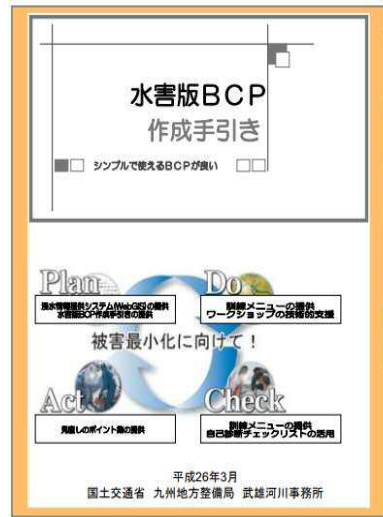 水害版BCP
作成手引き
シンプルで使えるBCPが良い
Plan
浸水情報提供システム(WebGIS)の提供
水害版BCP作成手引きの提供
Do
訓練メニューの提供
ワークショップの技術的支援
被害最小化に向けて！
Act
見直しのポイント集の提供
Check
訓練メニューの提供
自己診断チェックリストの活用
平成26年3月
国土交通省 九州地方整備局 武雄河川事務所